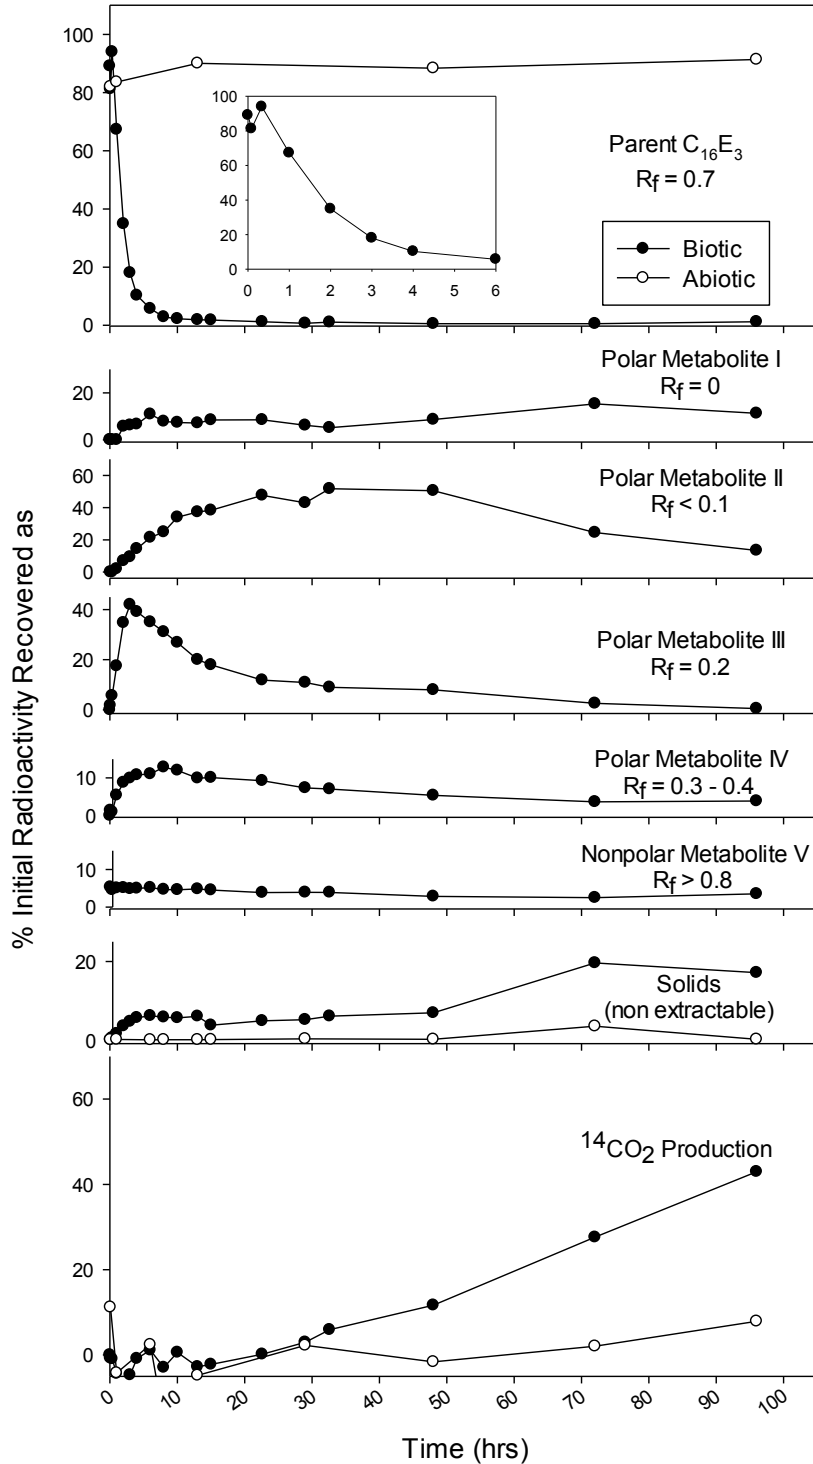 % Initial Radioactivity Recovered as
100
80
60
40
20
0
100
80
60
40
20
0
0 1 2 3 4 5 6
Parent C₁₆E₃
Rf = 0.7
Biotic
Abiotic
Polar Metabolite I
Rf = 0
20
0
Polar Metabolite II
Rf < 0.1
60
40
20
0
Polar Metabolite III
Rf = 0.2
40
20
0
Polar Metabolite IV
Rf = 0.3 - 0.4
10
0
Nonpolar Metabolite V
Rf > 0.8
10
0
Solids
(non extractable)
20
0
¹⁴CO₂ Production
60
40
20
0
0 10 20 30 40 50 60 70 80 90 100
Time (hrs)